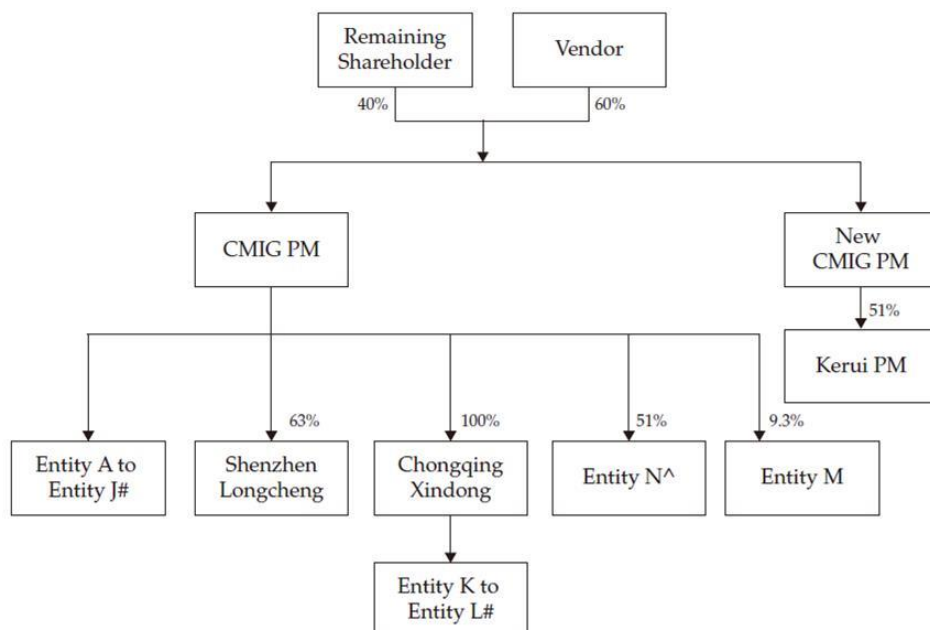 Remaining
Shareholder
Vendor
40%
60%
CMIG PM
New
CMIG PM
51%
Kerui PM
63%
100%
51%
9.3%
Entity A to
Entity J#
Shenzhen
Longcheng
Chongqing
Xindong
Entity N^
Entity M
Entity K to
Entity L#